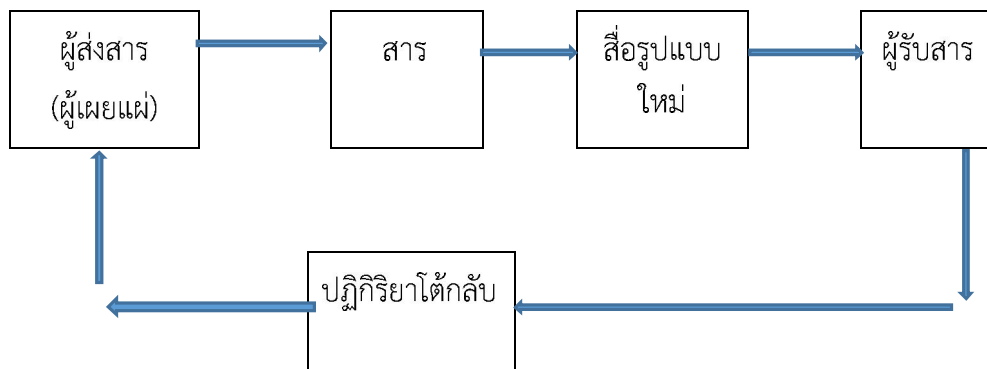 ผู้ส่งสาร
(ผู้เผยแผ่)
สาร
สื่อรูปแบบ
ใหม่
ผู้รับสาร
ปฏิกิริยาโต้กลับ